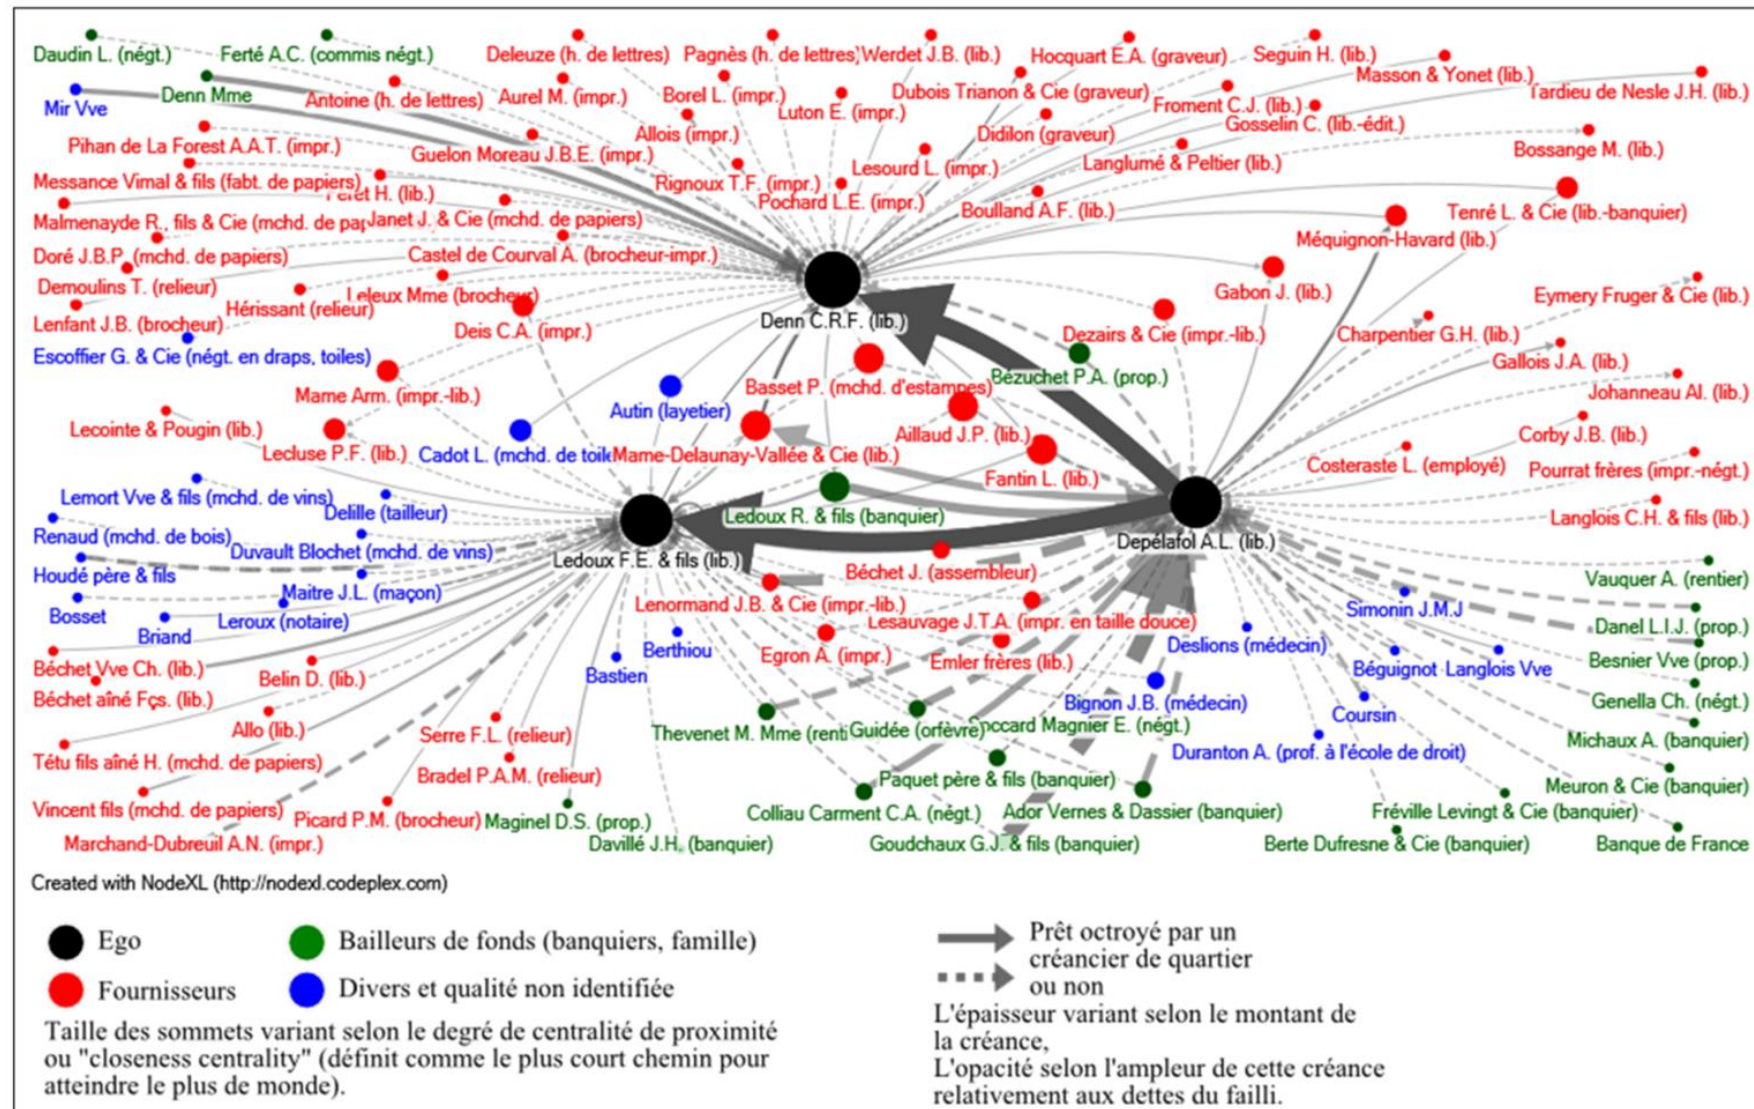 Daudin L. (négt.)
Ferté A.C. (commis négt.)
Deleuze (h. de lettres)
Pagnès (h. de lettres)
Werdet J.B. (lib.)
Hocquart E.A. (graveur)
Seguin H. (lib.)
Masson & Yonet (lib.)
Tardieu de Nesle J.H. (lib.)
Mir Vve
Denn Mme
Antoine (h. de lettres)
Aurel M. (impr.)
Borel L. (impr.)
Luton E. (impr.)
Dubois Trianon & Cie (graveur)
Froment C.J. (lib.)
Gosselin C. (lib.-édit.)
Pihan de La Forest A.A.T. (impr.)
Guelon Moreau J.B.E. (impr.)
Allois (impr.)
Didilon (graveur)
Bossange M. (lib.)
Messance Vimal & fils (fabt. de papiers)
Peret H. (lib.)
Rignoux T.F. (impr.)
Lesourd L. (impr.)
Langlumé & Peltier (lib.)
Pochard L.E. (impr.)
Boulland A.F. (lib.)
Tenré L. & Cie (lib.-banquier)
Malmenayde R., fils & Cie (mchd. de pap
Janet J. & Cie (mchd. de papiers)
Méquignon-Havard (lib.)
Doré J.B.P. (mchd. de papiers)
Castel de Courval A. (brocheur-impr.)
Demoulins T. (relieur)
Leleux Mme (brocheur)
Gabon J. (lib.)
Eymery Fruger & Cie (lib.)
Lenfant J.B. (brocheur)
Hérissant (relieur)
Deis C.A. (impr.)
Denn C.R.F. (lib.)
Dezairs & Cie (impr.-lib.)
Charpentier G.H. (lib.)
Escoffier G. & Cie (négt. en draps, toiles)
Gallois J.A. (lib.)
Mame Arm. (impr.-lib.)
Basset P. (mchd. d'estampes)
Bézuchet P.A. (prop.)
Johanneau Al. (lib.)
Autin (layetier)
Lecointe & Pougin (lib.)
Aillaud J.P. (lib.)
Corby J.B. (lib.)
Lecluse P.F. (lib.)
Cadot L. (mchd. de toile
Mame-Delaunay-Vallée & Cie (lib.)
Fantin L. (lib.)
Costeraste L. (employé)
Pourrat frères (impr.-négt.)
Lemort Vve & fils (mchd. de vins)
Delille (tailleur)
Ledoux R. & fils (banquier)
Langlois C.H. & fils (lib.)
Renaud (mchd. de bois)
Duvault Blochet (mchd. de vins)
Ledoux F.E. & fils (lib.)
Depélafol A.L. (lib.)
Houdé père & fils
Béchet J. (assembleur)
Vauquer A. (rentier)
Maitre J.L. (maçon)
Lenormand J.B. & Cie (impr.-lib.)
Simonin J.M.J
Bosset
Leroux (notaire)
Lesauvage J.T.A. (impr. en taille douce)
Danel L.I.J. (prop.)
Briand
Berthiou
Egron A. (impr.)
Emler frères (lib.)
Deslions (médecin)
Béguignot
Langlois Vve
Besnier Vve (prop.)
Béchet Vve Ch. (lib.)
Belin D. (lib.)
Bastien
Béchet aîné Fçs. (lib.)
Bignon J.B. (médecin)
Genella Ch. (négt.)
Coursin
Allo (lib.)
Serre F.L. (relieur)
Thevenet M. Mme (renti
Guidée (orfèvre)
occard Magnier E. (négt.)
Michaux A. (banquier)
Tétu fils aîné H. (mchd. de papiers)
Duranton A. (prof. à l'école de droit)
Bradel P.A.M. (relieur)
Paquet père & fils (banquier)
Meuron & Cie (banquier)
Vincent fils (mchd. de papiers)
Picard P.M. (brocheur)
Maginel D.S. (prop.)
Colliau Carment C.A. (négt.)
Ador Vernes & Dassier (banquier)
Fréville Levingt & Cie (banquier)
Marchand-Dubreuil A.N. (impr.)
Davillé J.H. (banquier)
Goudchaux G.J. & fils (banquier)
Berte Dufresne & Cie (banquier)
Banque de France
Created with NodeXL (http://nodexl.codeplex.com)
Ego
Bailleurs de fonds (banquiers, famille)
Fournisseurs
Divers et qualité non identifiée
Taille des sommets variant selon le degré de centralité de proximité
ou "closeness centrality" (définit comme le plus court chemin pour
atteindre le plus de monde).
Prêt octroyé par un
créancier de quartier
ou non
L'épaisseur variant selon le montant de
la créance,
L'opacité selon l'ampleur de cette créance
relativement aux dettes du failli.